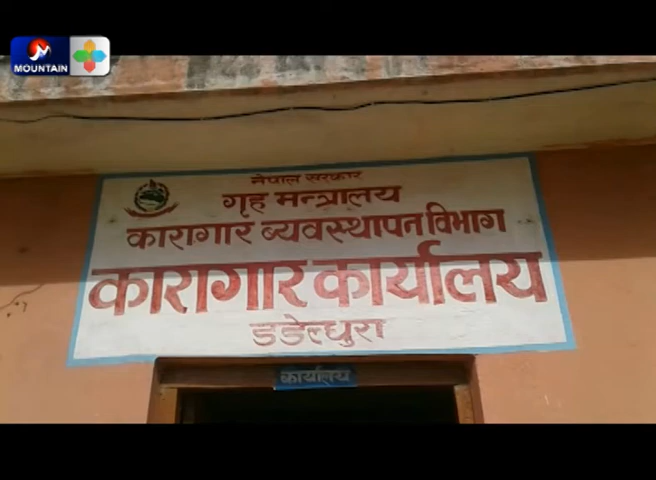 MOUNTAIN
नेपाल सरकार
गृह मन्त्रालय
कारागार ब्यवस्थापन विभाग
कारागार कार्यालय
डडेल्धुरा
कार्यालय